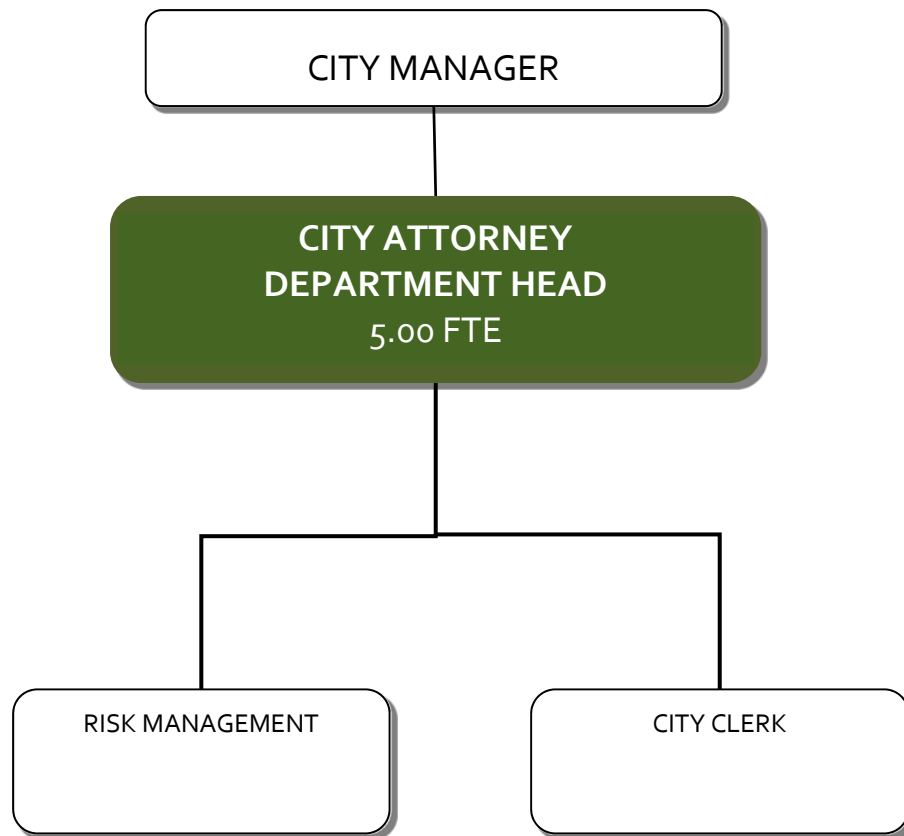 CITY MANAGER
CITY ATTORNEY
DEPARTMENT HEAD
5.00 FTE
RISK MANAGEMENT
CITY CLERK